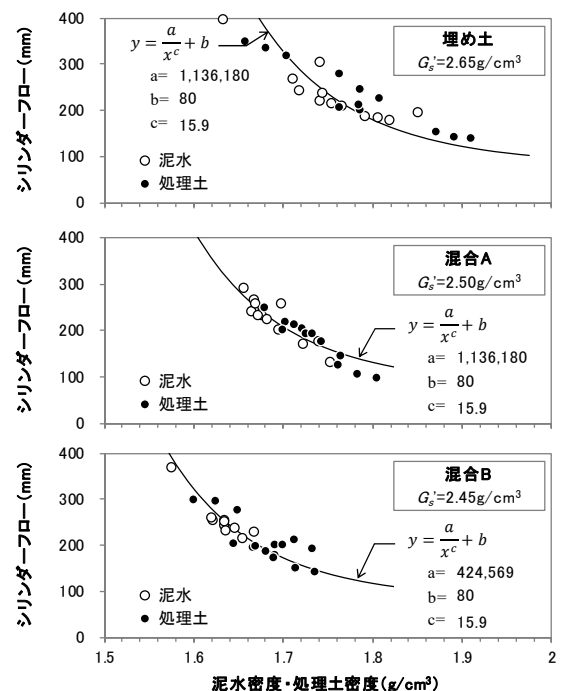 シリンダーフロー(mm)
400
300
200
100
0
y = a/x^c + b
a= 1,136,180
b= 80
c= 15.9
○ 泥水
● 処理土
埋め土
Gs'=2.65g/cm³
シリンダーフロー(mm)
400
300
200
100
0
混合A
Gs'=2.50g/cm³
y = a/x^c + b
a= 1,136,180
b= 80
c= 15.9
○ 泥水
● 処理土
シリンダーフロー(mm)
400
300
200
100
0
混合B
Gs'=2.45g/cm³
y = a/x^c + b
a= 424,569
b= 80
c= 15.9
○ 泥水
● 処理土
1.5 1.6 1.7 1.8 1.9 2
泥水密度・処理土密度(g/cm³)